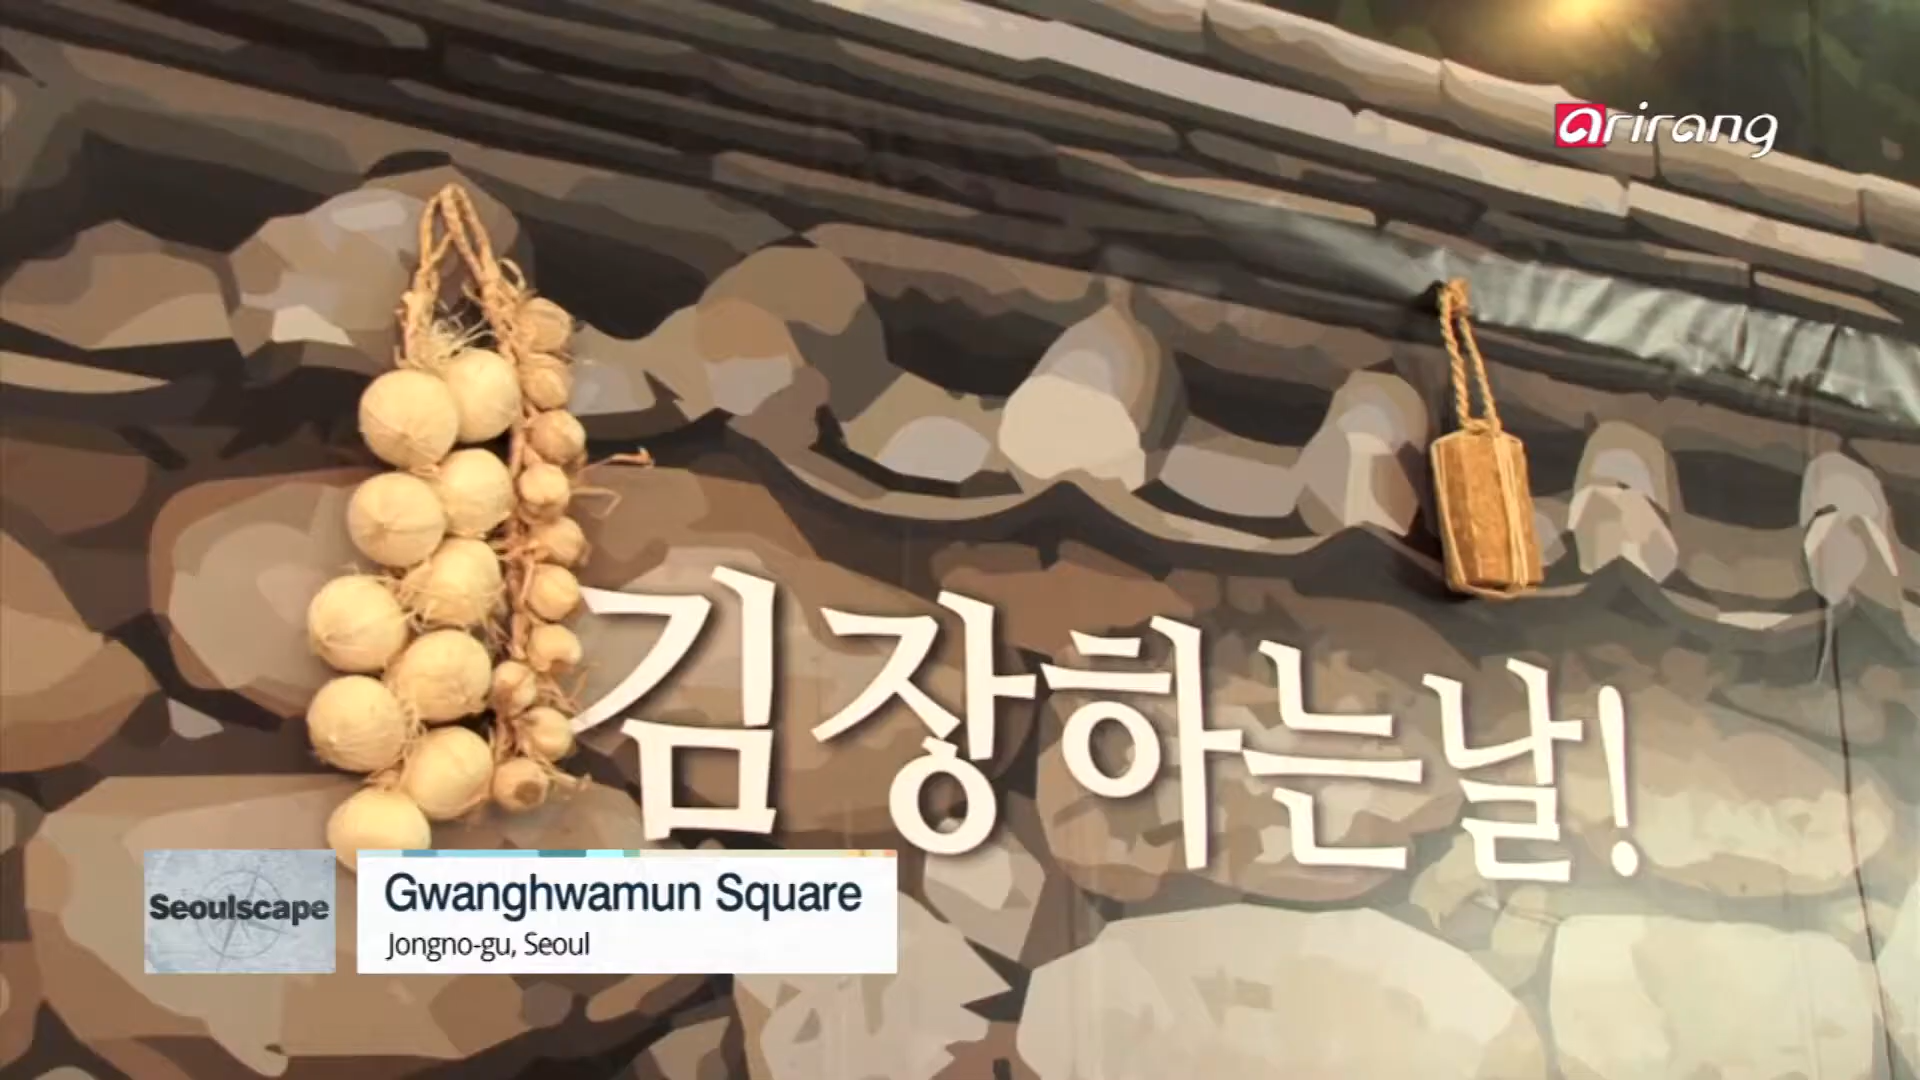 arirang
김장하는날!
Seoulscape
Gwanghwamun Square
Jongno-gu, Seoul